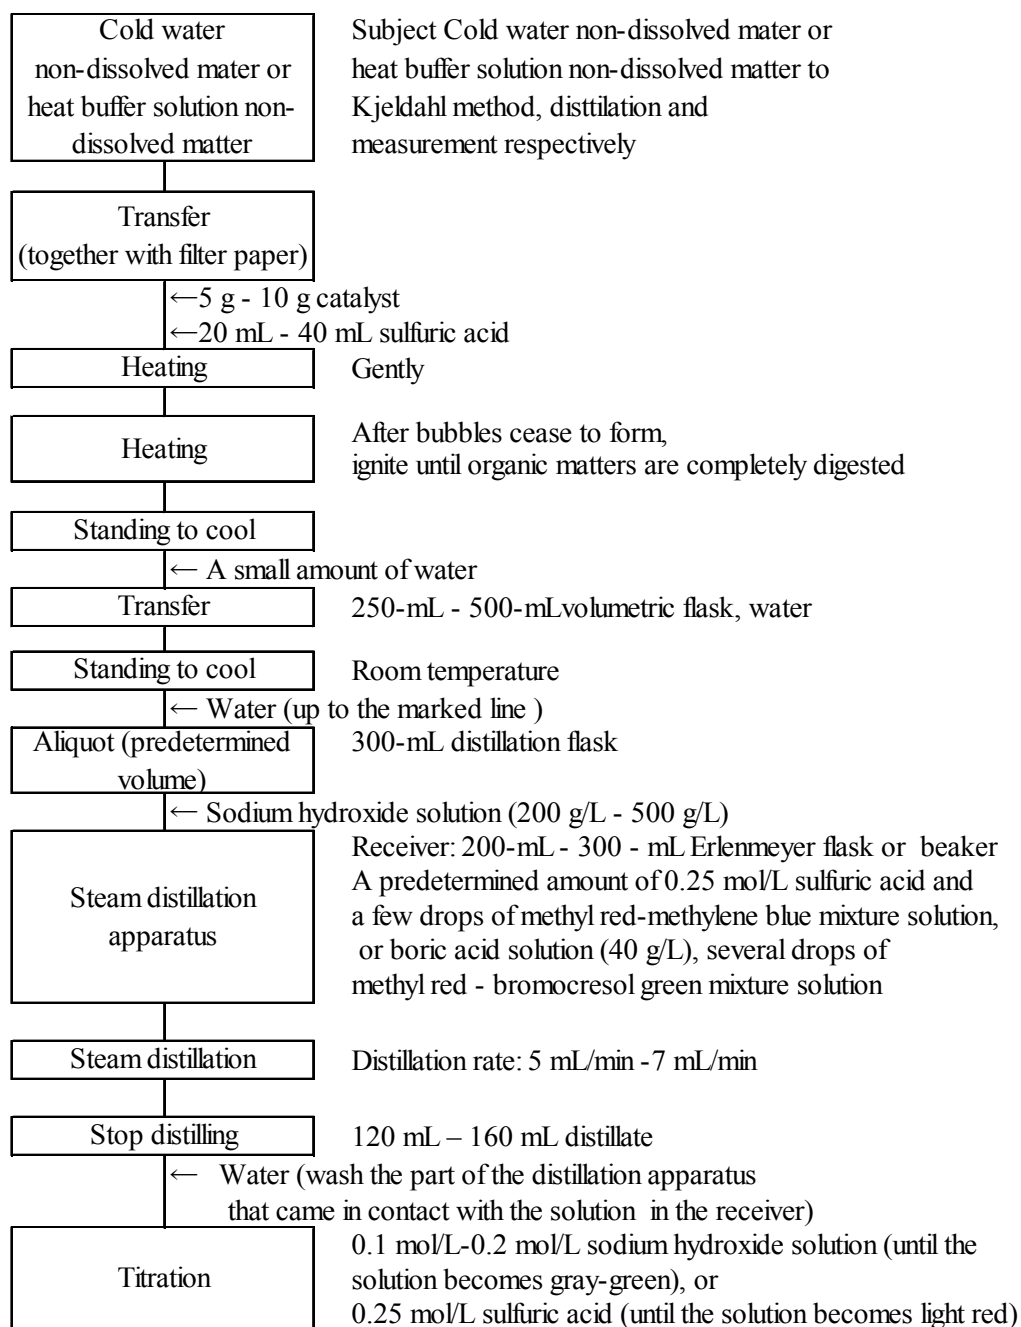 Cold water
non-dissolved mater or
heat buffer solution non-
dissolved matter
Subject Cold water non-dissolved mater or
heat buffer solution non-dissolved matter to
Kjeldahl method, disttilation and
measurement respectively
Transfer
(together with filter paper)
←5 g - 10 g catalyst
←20 mL - 40 mL sulfuric acid
Heating
Gently
Heating
After bubbles cease to form,
ignite until organic matters are completely digested
Standing to cool
← A small amount of water
Transfer
250-mL - 500-mLvolumetric flask, water
Standing to cool
Room temperature
← Water (up to the marked line )
Aliquot (predetermined
volume)
300-mL distillation flask
← Sodium hydroxide solution (200 g/L - 500 g/L)
Steam distillation
apparatus
Receiver: 200-mL - 300 - mL Erlenmeyer flask or beaker
A predetermined amount of 0.25 mol/L sulfuric acid and
a few drops of methyl red-methylene blue mixture solution,
or boric acid solution (40 g/L), several drops of
methyl red - bromocresol green mixture solution
Steam distillation
Distillation rate: 5 mL/min -7 mL/min
Stop distilling
120 mL – 160 mL distillate
← Water (wash the part of the distillation apparatus
that came in contact with the solution in the receiver)
Titration
0.1 mol/L-0.2 mol/L sodium hydroxide solution (until the
solution becomes gray-green), or
0.25 mol/L sulfuric acid (until the solution becomes light red)